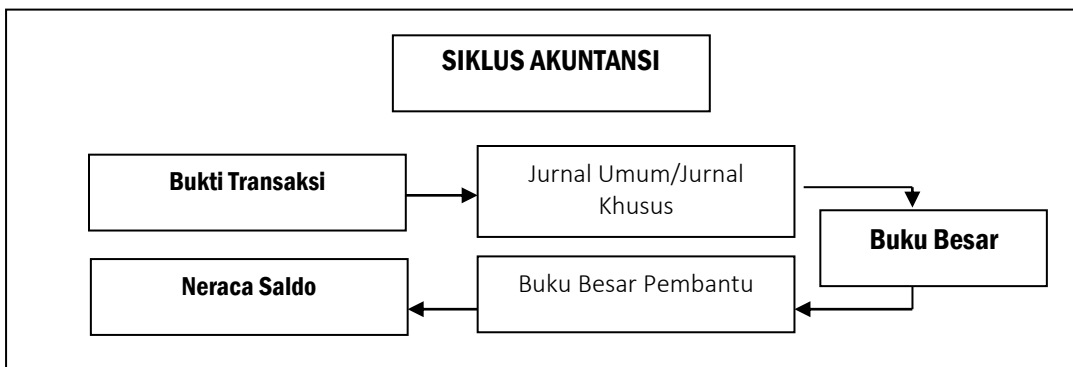 SIKLUS AKUNTANSI
Bukti Transaksi
Jurnal Umum/Jurnal
Khusus
Buku Besar
Buku Besar Pembantu
Neraca Saldo